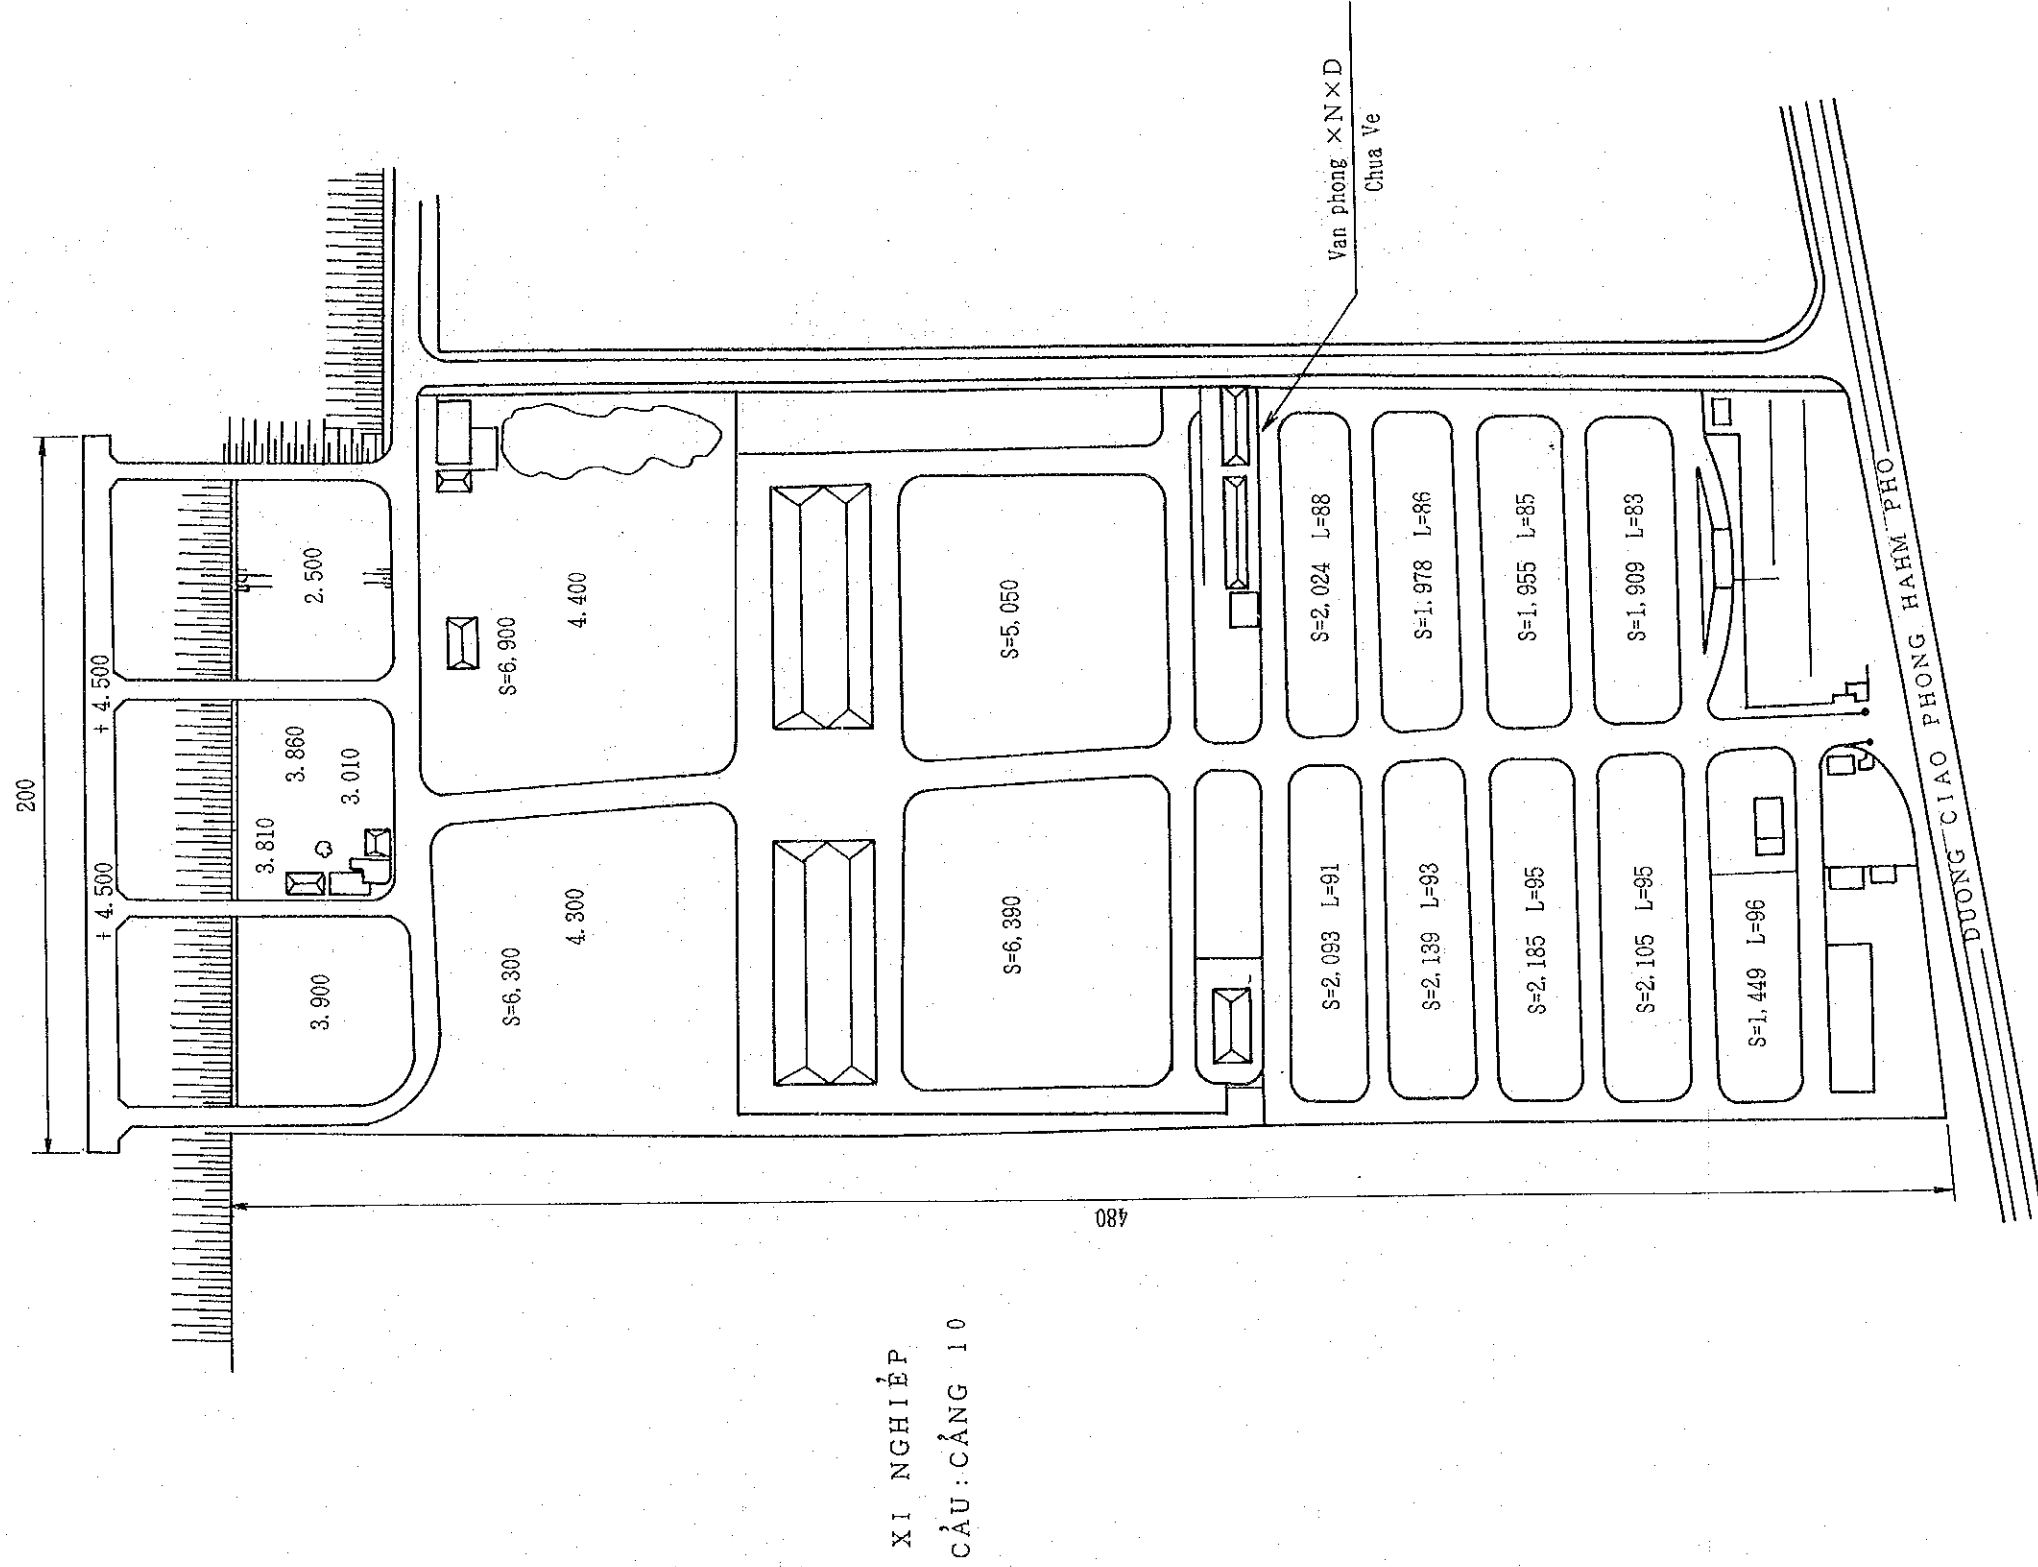 200
+ 4.500
+ 4.500
2.500
3.860
3.010
3.810
3.900
S=6,900
4.400
S=6,300
4.300
S=5,050
S=6,390
Van phong ×N×D
Chua Ve
S=2,024 L=88
S=1,978 L=86
S=1,955 L=85
S=1,909 L=83
S=2,093 L=91
S=2,139 L=93
S=2,185 L=95
S=2,105 L=95
S=1,449 L=96
DUONG CIAO PHONG HAHM PHO
480
XI NGHIẾP
CẢU:CẢNG 10